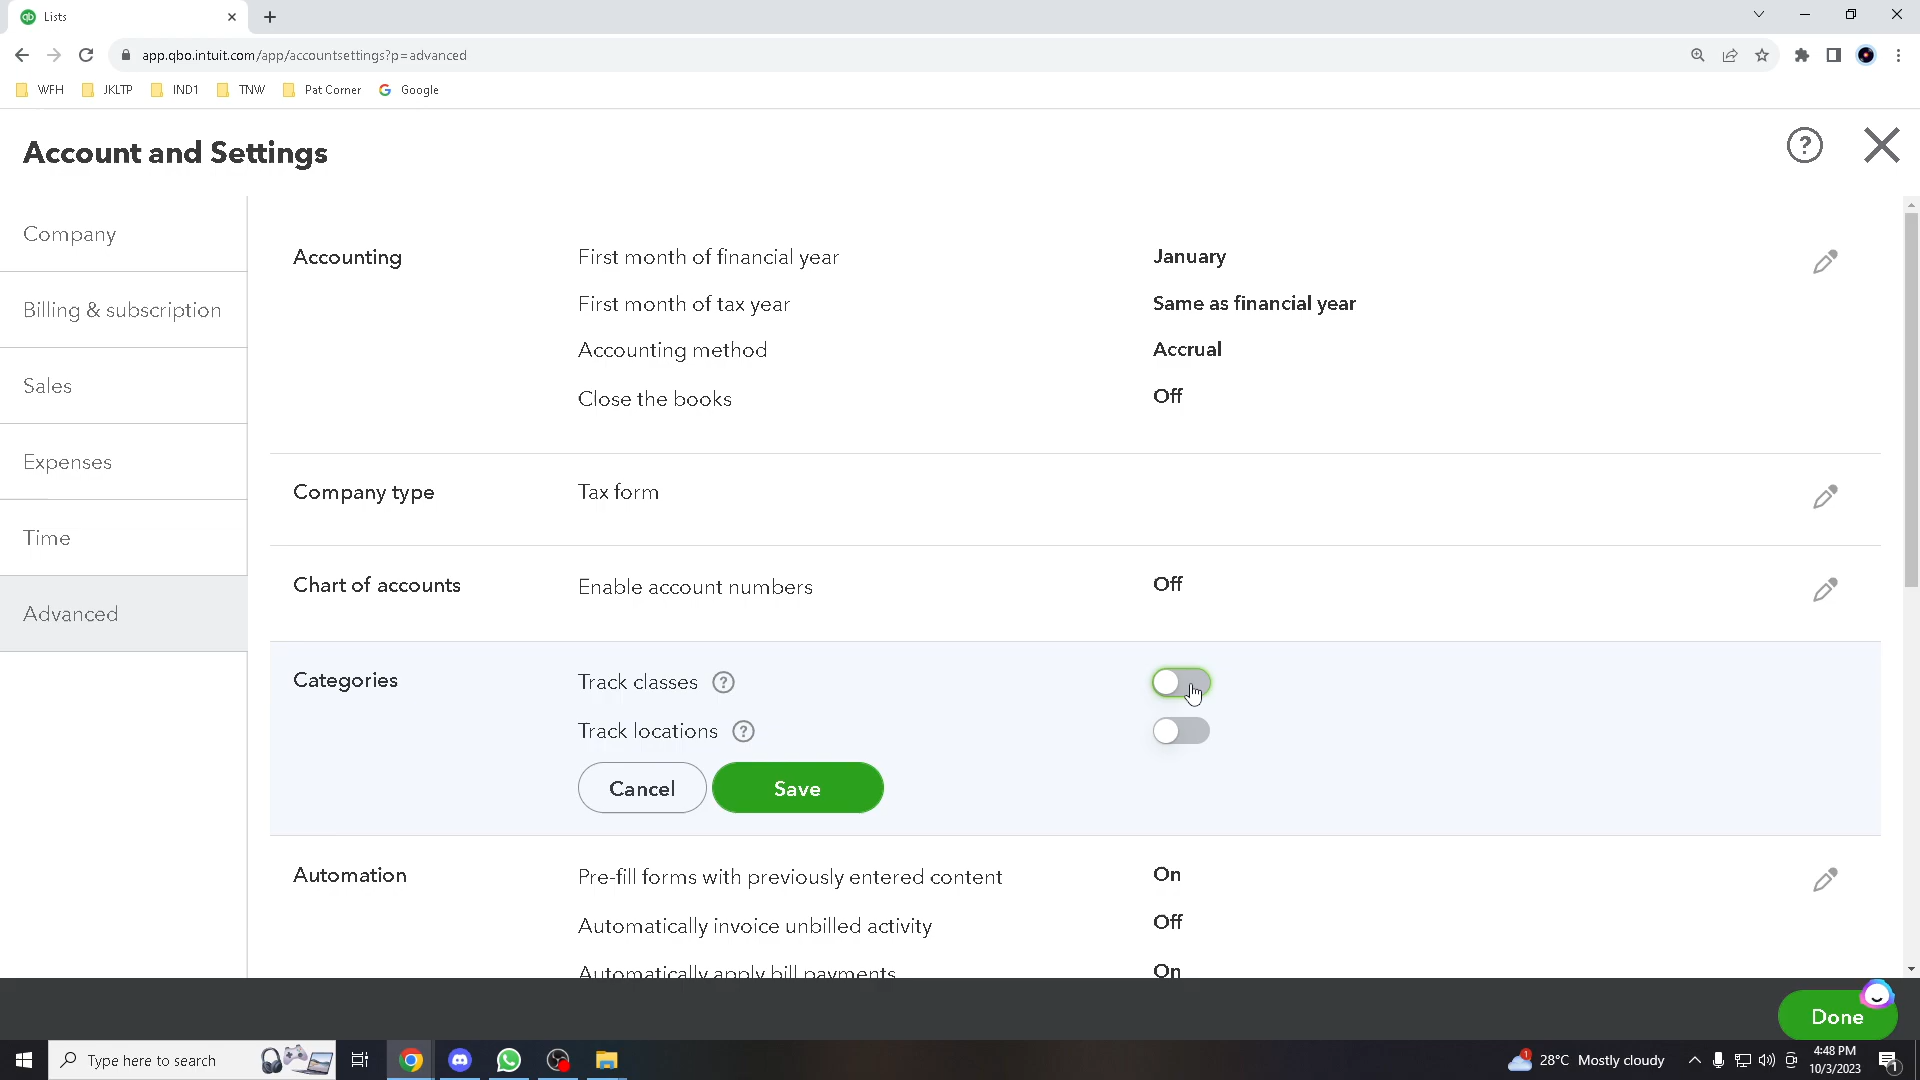 Lists
app.qbo.intuit.com/app/accountsettings?p=advanced
WFH JKLTP IND1 TNW Pat Corner Google
Account and Settings
Company
Billing & subscription
Sales
Expenses
Time
Advanced
Accounting First month of financial year January
First month of tax year Same as financial year
Accounting method Accrual
Close the books Off
Company type Tax form
Chart of accounts Enable account numbers Off
Categories Track classes ?
Track locations ?
Cancel Save
Automation Pre-fill forms with previously entered content On
Automatically invoice unbilled activity Off
Automatically apply bill payments On
Done
Type here to search
1 28°C Mostly cloudy
4:48 PM
10/3/2023
1